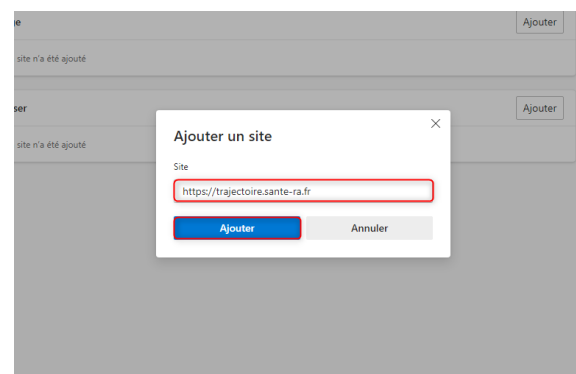 ge
Ajouter
site n'a été ajouté
ser
Ajouter
site n'a été ajouté
Ajouter un site
Site
https://trajectoire.sante-ra.fr
Ajouter
Annuler